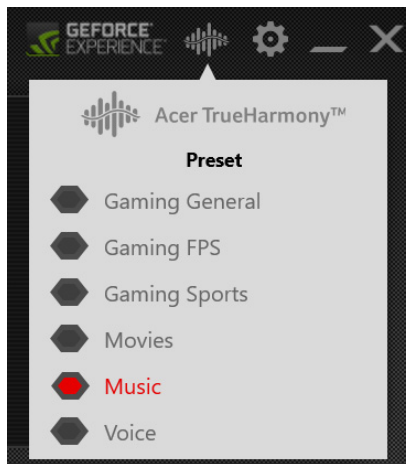 GEFORCE
EXPERIENCE
Acer TrueHarmony™
Preset
Gaming General
Gaming FPS
Gaming Sports
Movies
Music
Voice